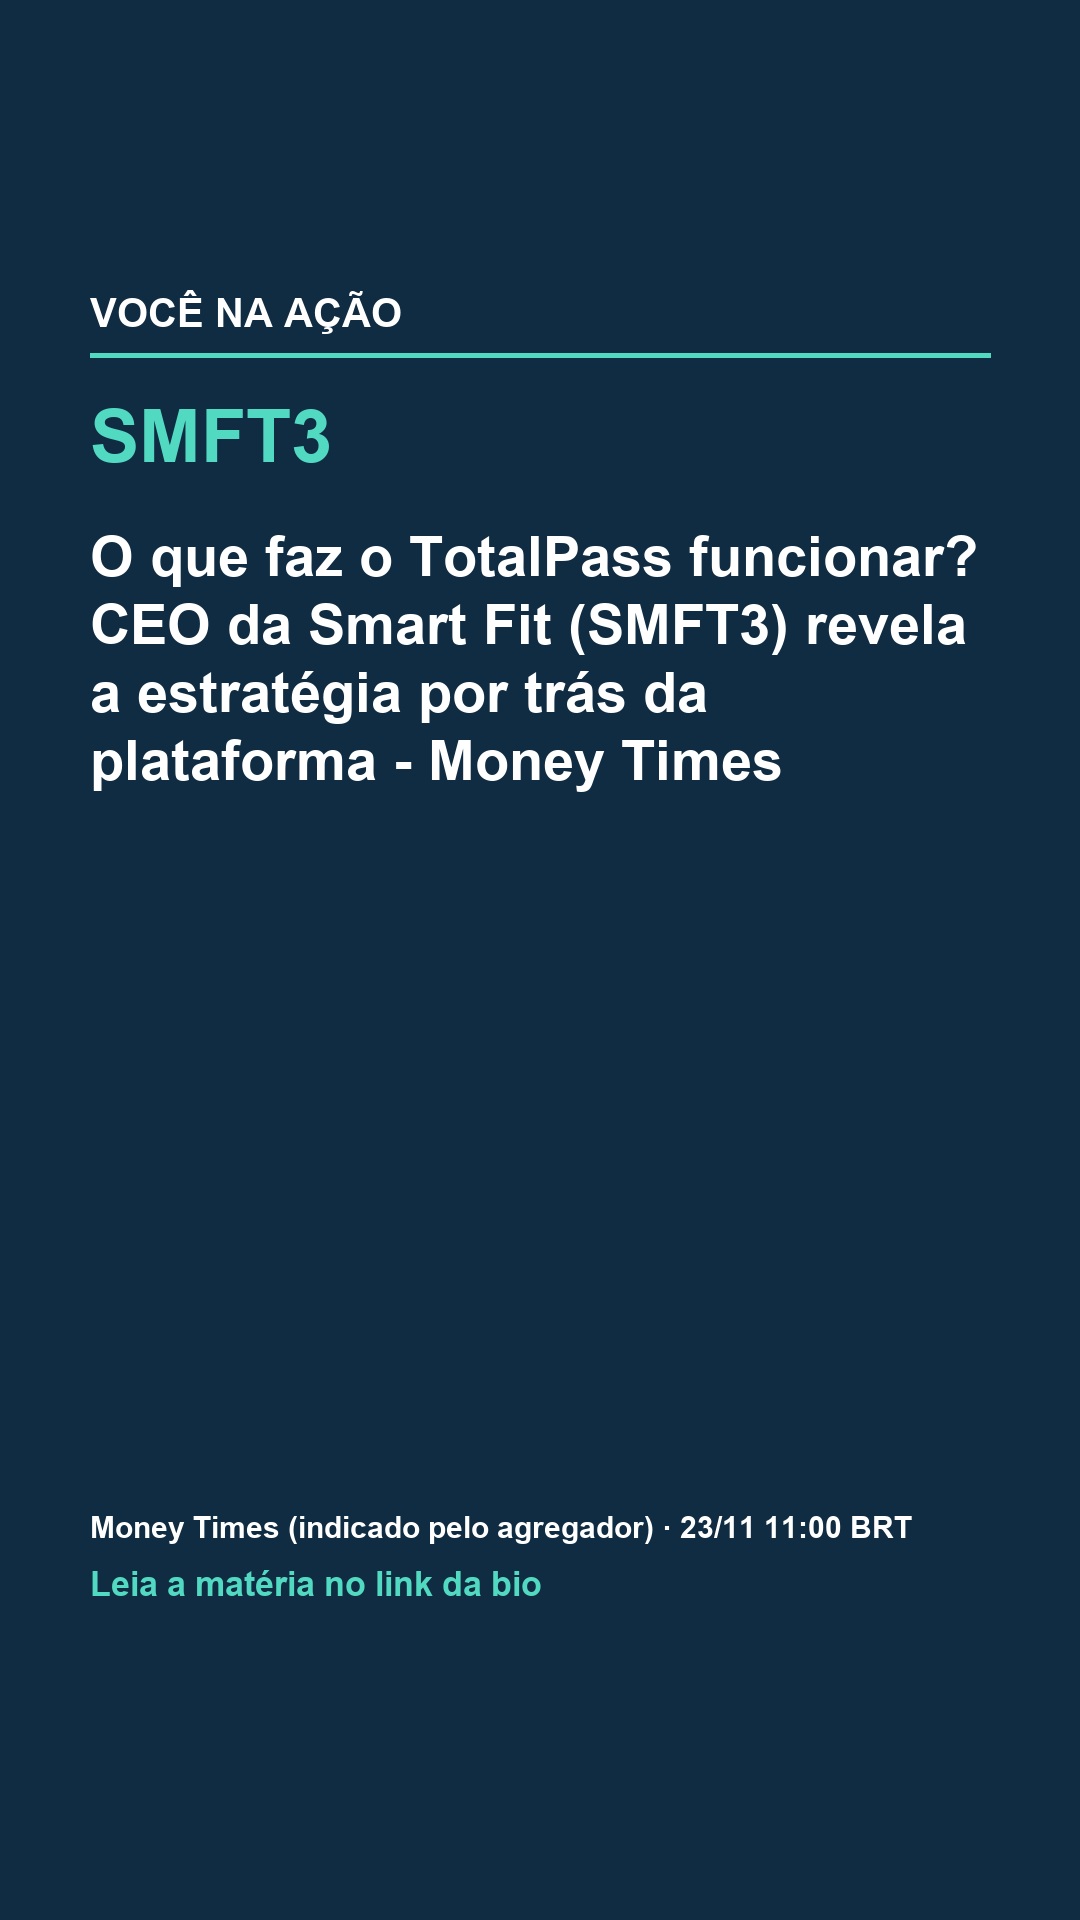 VOCÊ NA AÇÃO
SMFT3
O que faz o TotalPass funcionar?
CEO da Smart Fit (SMFT3) revela
a estratégia por trás da
plataforma - Money Times
Money Times (indicado pelo agregador) · 23/11 11:00 BRT
Leia a matéria no link da bio